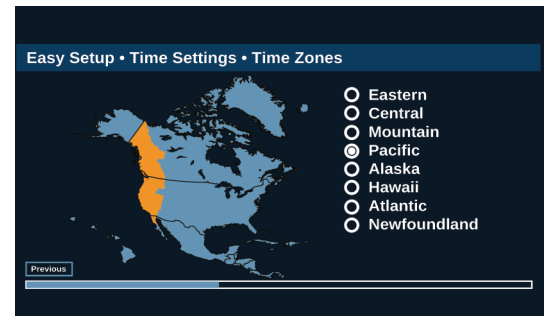 Easy Setup • Time Settings • Time Zones
Eastern
Central
Mountain
Pacific
Alaska
Hawaii
Atlantic
Newfoundland
Previous